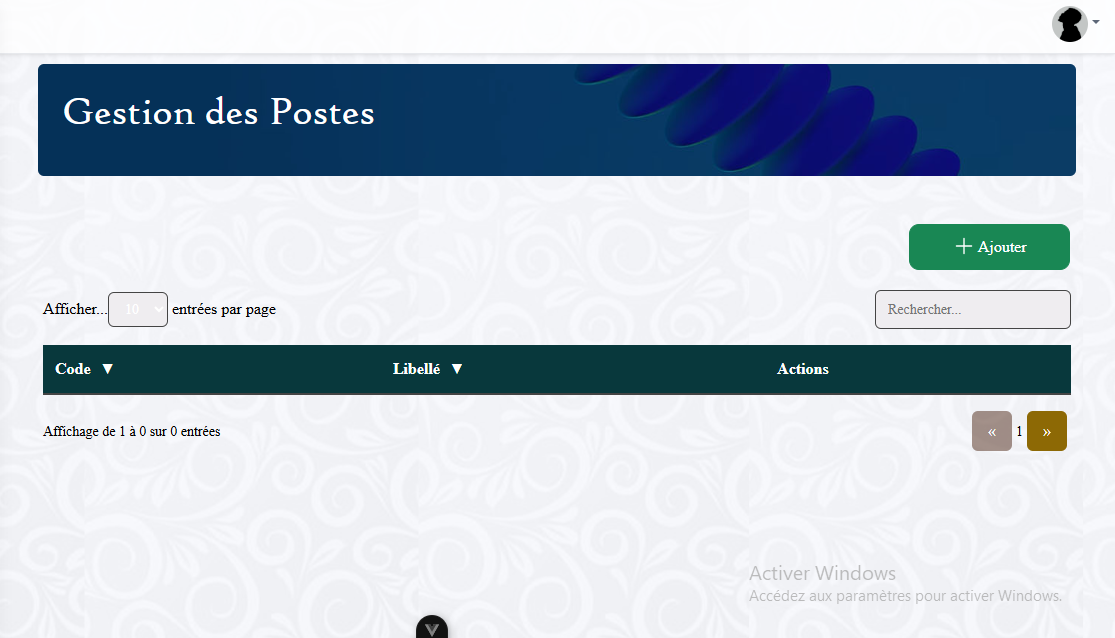 Gestion des Postes
Ajouter
Afficher... 10 entrées par page
Rechercher...
Code ▼ Libellé ▼ Actions
Affichage de 1 à 0 sur 0 entrées
« 1 »
Activer Windows
Accédez aux paramètres pour activer Windows.